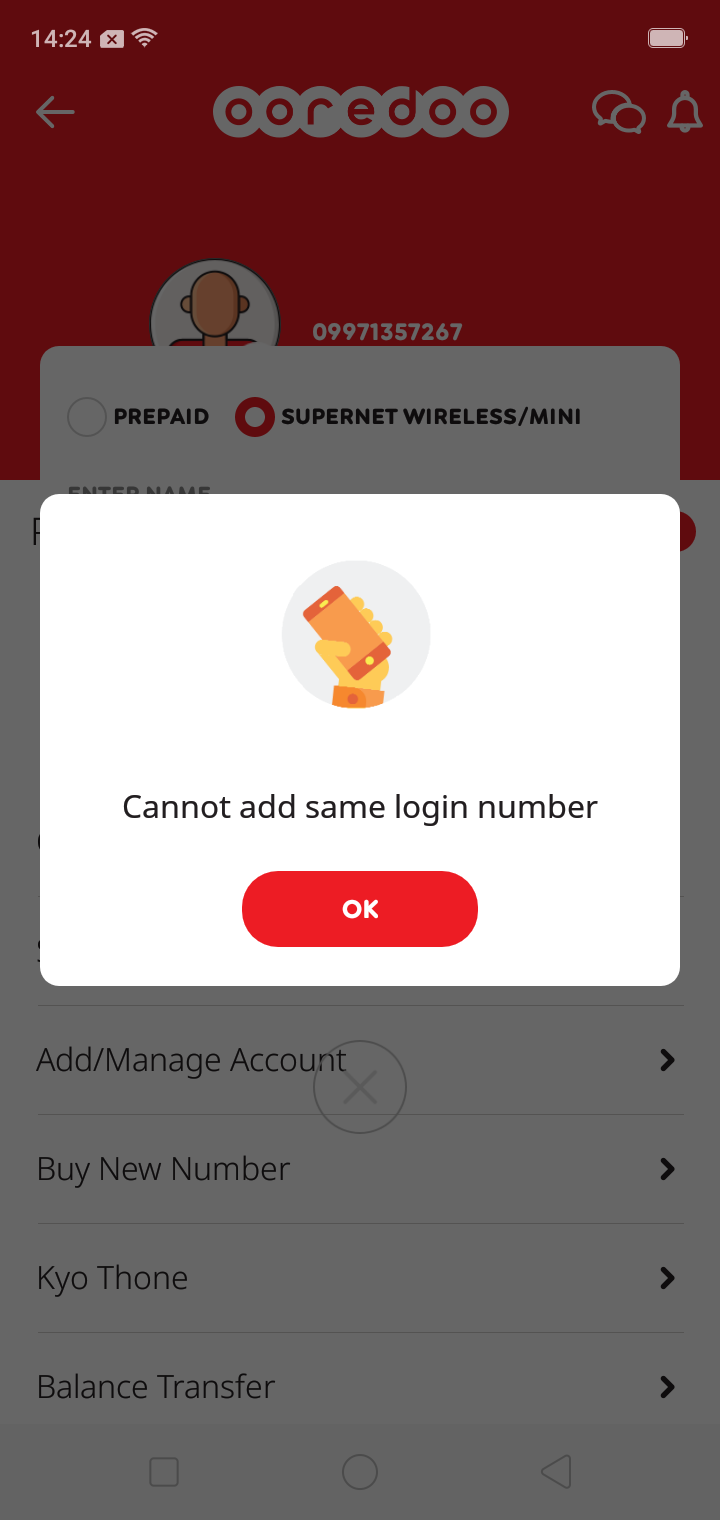 14:24
ooredoo
09971357267
PREPAID
SUPERNET WIRELESS/MINI
ENTER NAME
Cannot add same login number
OK
Add/Manage Account
Buy New Number
Kyo Thone
Balance Transfer